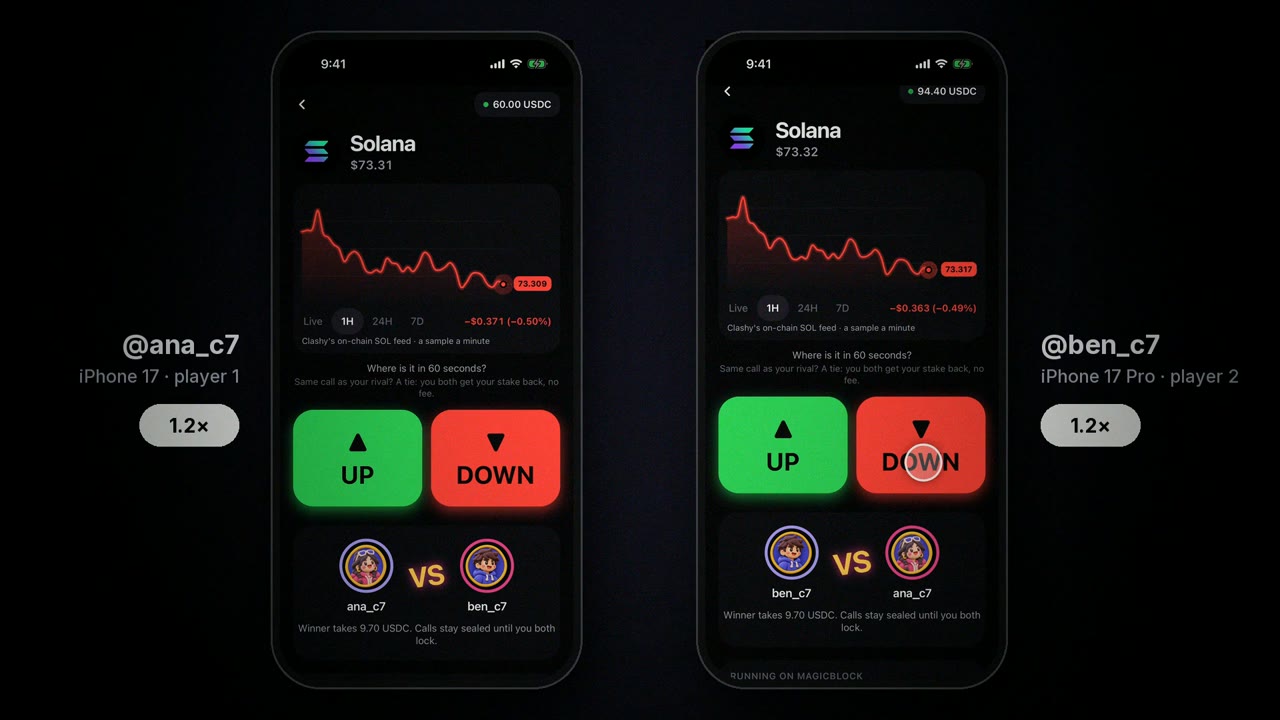 @ana_c7
iPhone 17 · player 1
1.2×
9:41
60.00 USDC
Solana
$73.31
73.309
Live 1H 24H 7D −$0.371 (−0.50%)
Clashy's on-chain SOL feed · a sample a minute
Where is it in 60 seconds?
Same call as your rival? A tie: you both get your stake back, no
fee.
▲ ▼
UP DOWN
VS
ana_c7 ben_c7
Winner takes 9.70 USDC. Calls stay sealed until you both
lock.
9:41
94.40 USDC
Solana
$73.32
73.317
Live 1H 24H 7D −$0.363 (−0.49%)
Clashy's on-chain SOL feed · a sample a minute
Where is it in 60 seconds?
Same call as your rival? A tie: you both get your stake back, no
fee.
▲ ▼
UP DOWN
VS
ben_c7 ana_c7
Winner takes 9.70 USDC. Calls stay sealed until you both
lock.
RUNNING ON MAGICBLOCK
@ben_c7
iPhone 17 Pro · player 2
1.2×